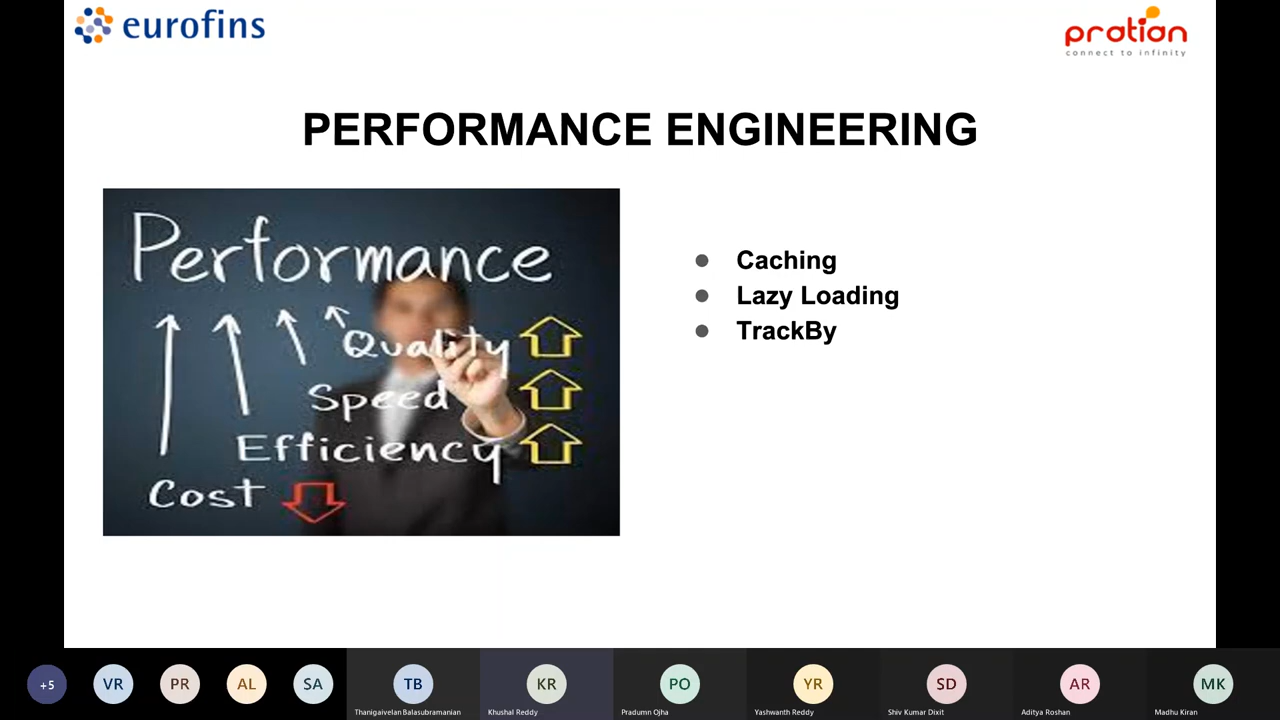 eurofins
pration
connect to infinity
PERFORMANCE ENGINEERING
Performance
Quality
Speed
Efficiency
Cost
Caching
Lazy Loading
TrackBy
+5
VR
PR
AL
SA
TB
KR
PO
YR
SD
AR
MK
Thanigaivelan Balasubramanian
Khushal Reddy
Pradumn Ojha
Yashwanth Reddy
Shiv Kumar Dixit
Aditya Roshan
Madhu Kiran